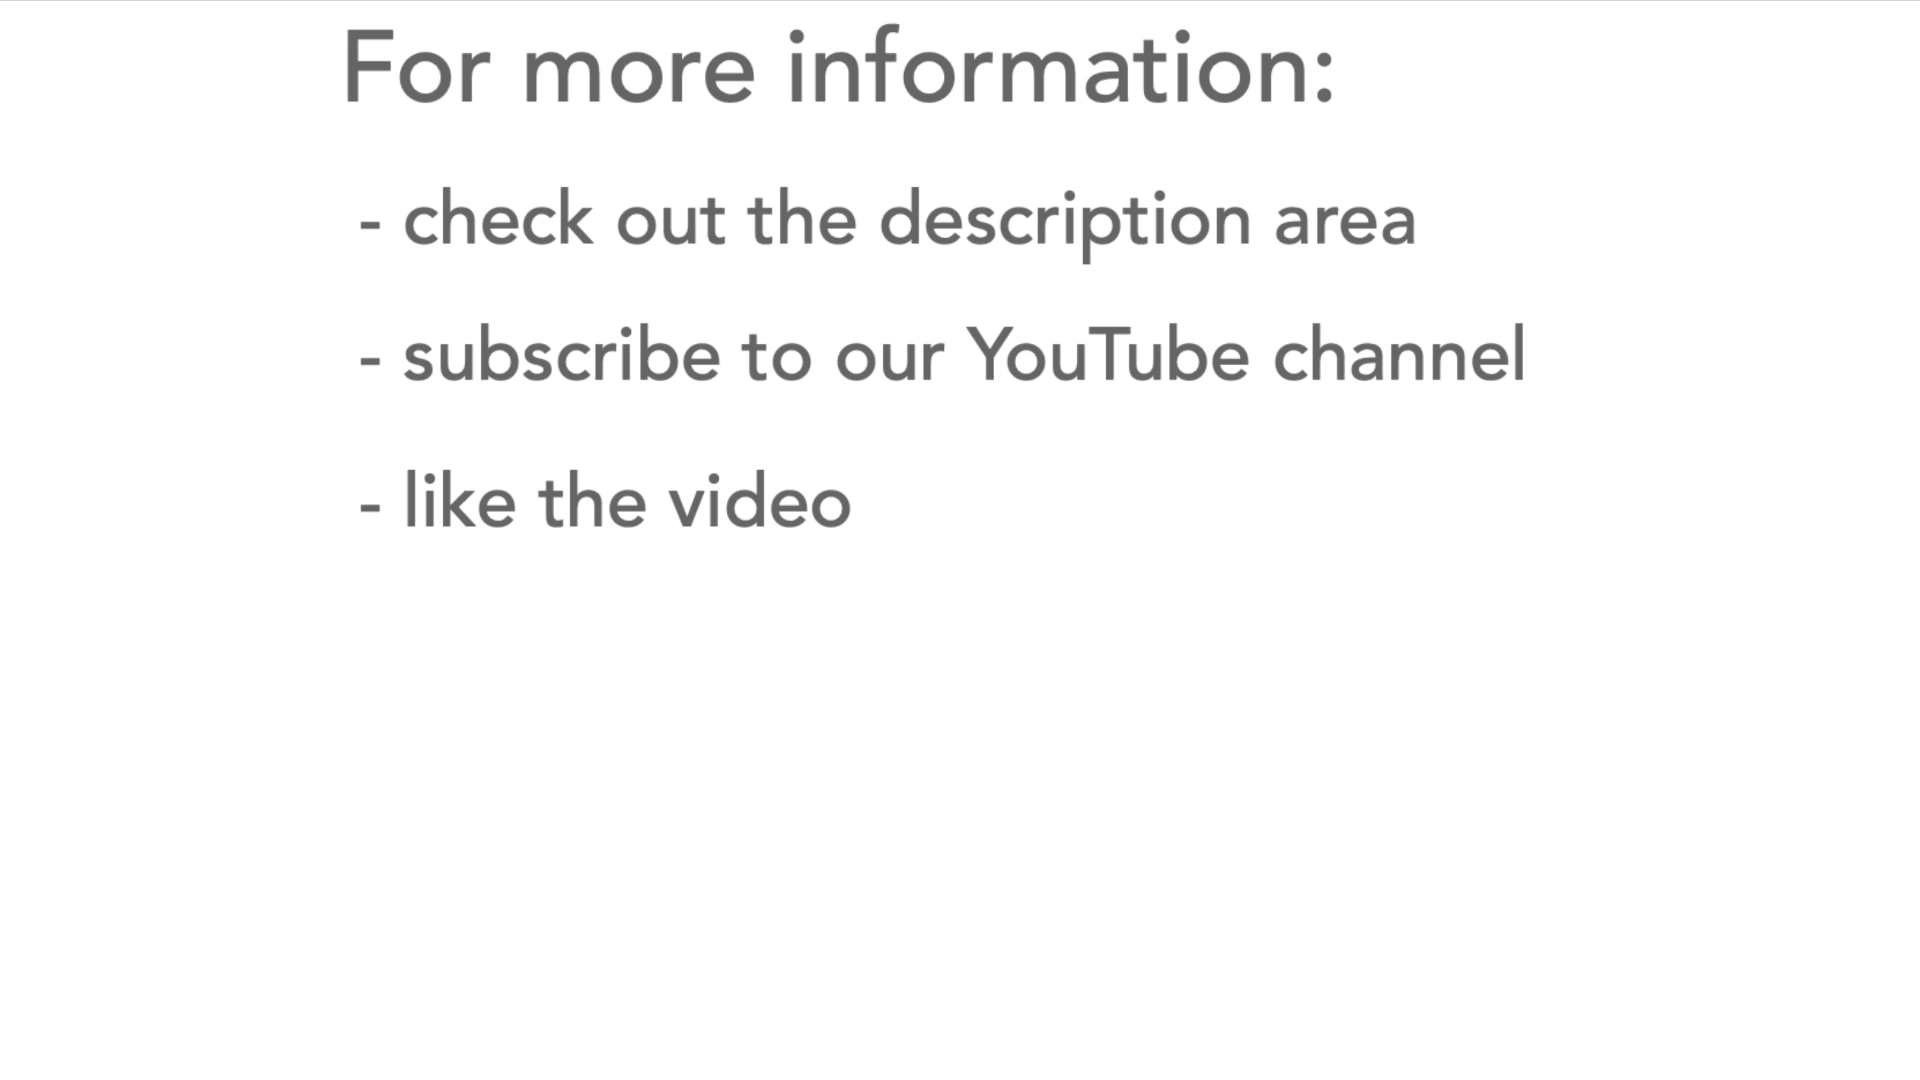 For more information:
- check out the description area
- subscribe to our YouTube channel
- like the video